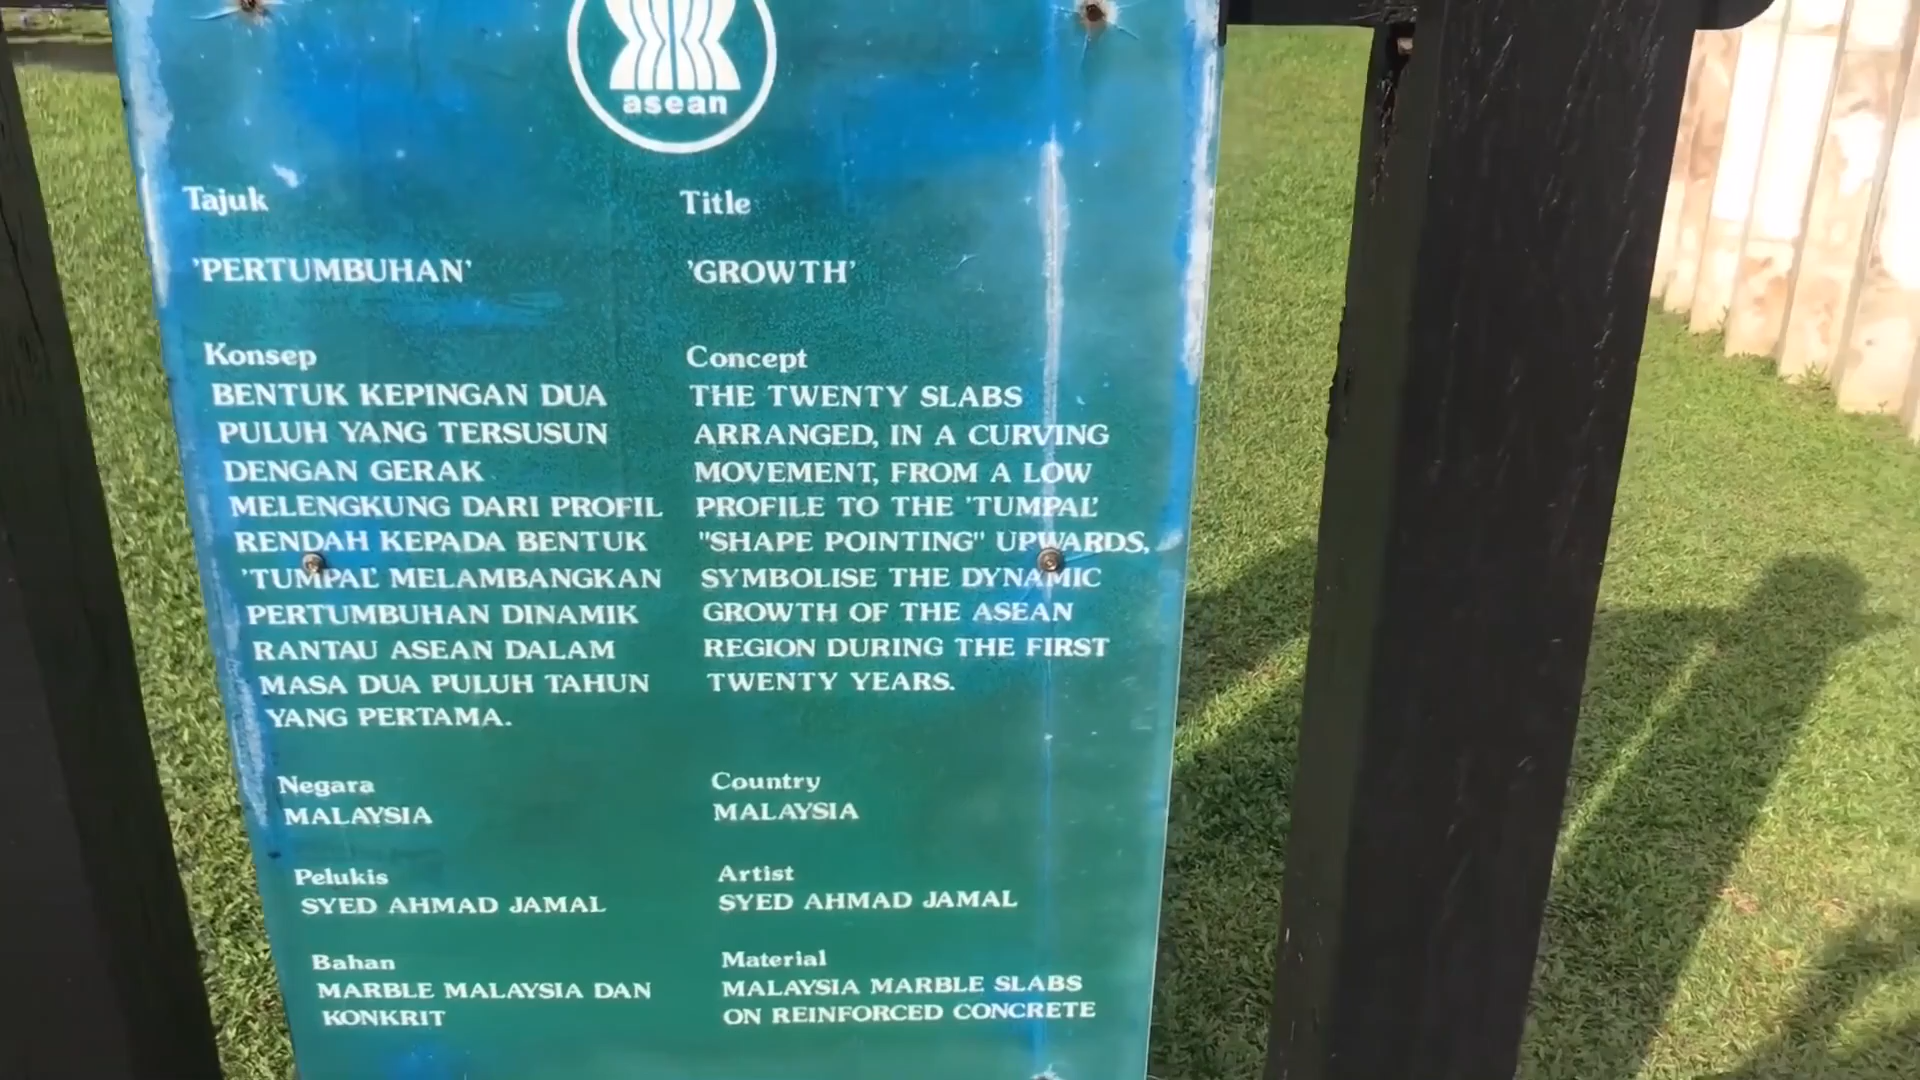 asean
Tajuk
'PERTUMBUHAN'
Konsep
BENTUK KEPINGAN DUA
PULUH YANG TERSUSUN
DENGAN GERAK
MELENGKUNG DARI PROFIL
RENDAH KEPADA BENTUK
'TUMPAL' MELAMBANGKAN
PERTUMBUHAN DINAMIK
RANTAU ASEAN DALAM
MASA DUA PULUH TAHUN
YANG PERTAMA.
Negara
MALAYSIA
Pelukis
SYED AHMAD JAMAL
Bahan
MARBLE MALAYSIA DAN
KONKRIT
Title
'GROWTH'
Concept
THE TWENTY SLABS
ARRANGED, IN A CURVING
MOVEMENT, FROM A LOW
PROFILE TO THE 'TUMPAL'
"SHAPE POINTING" UPWARDS,
SYMBOLISE THE DYNAMIC
GROWTH OF THE ASEAN
REGION DURING THE FIRST
TWENTY YEARS.
Country
MALAYSIA
Artist
SYED AHMAD JAMAL
Material
MALAYSIA MARBLE SLABS
ON REINFORCED CONCRETE